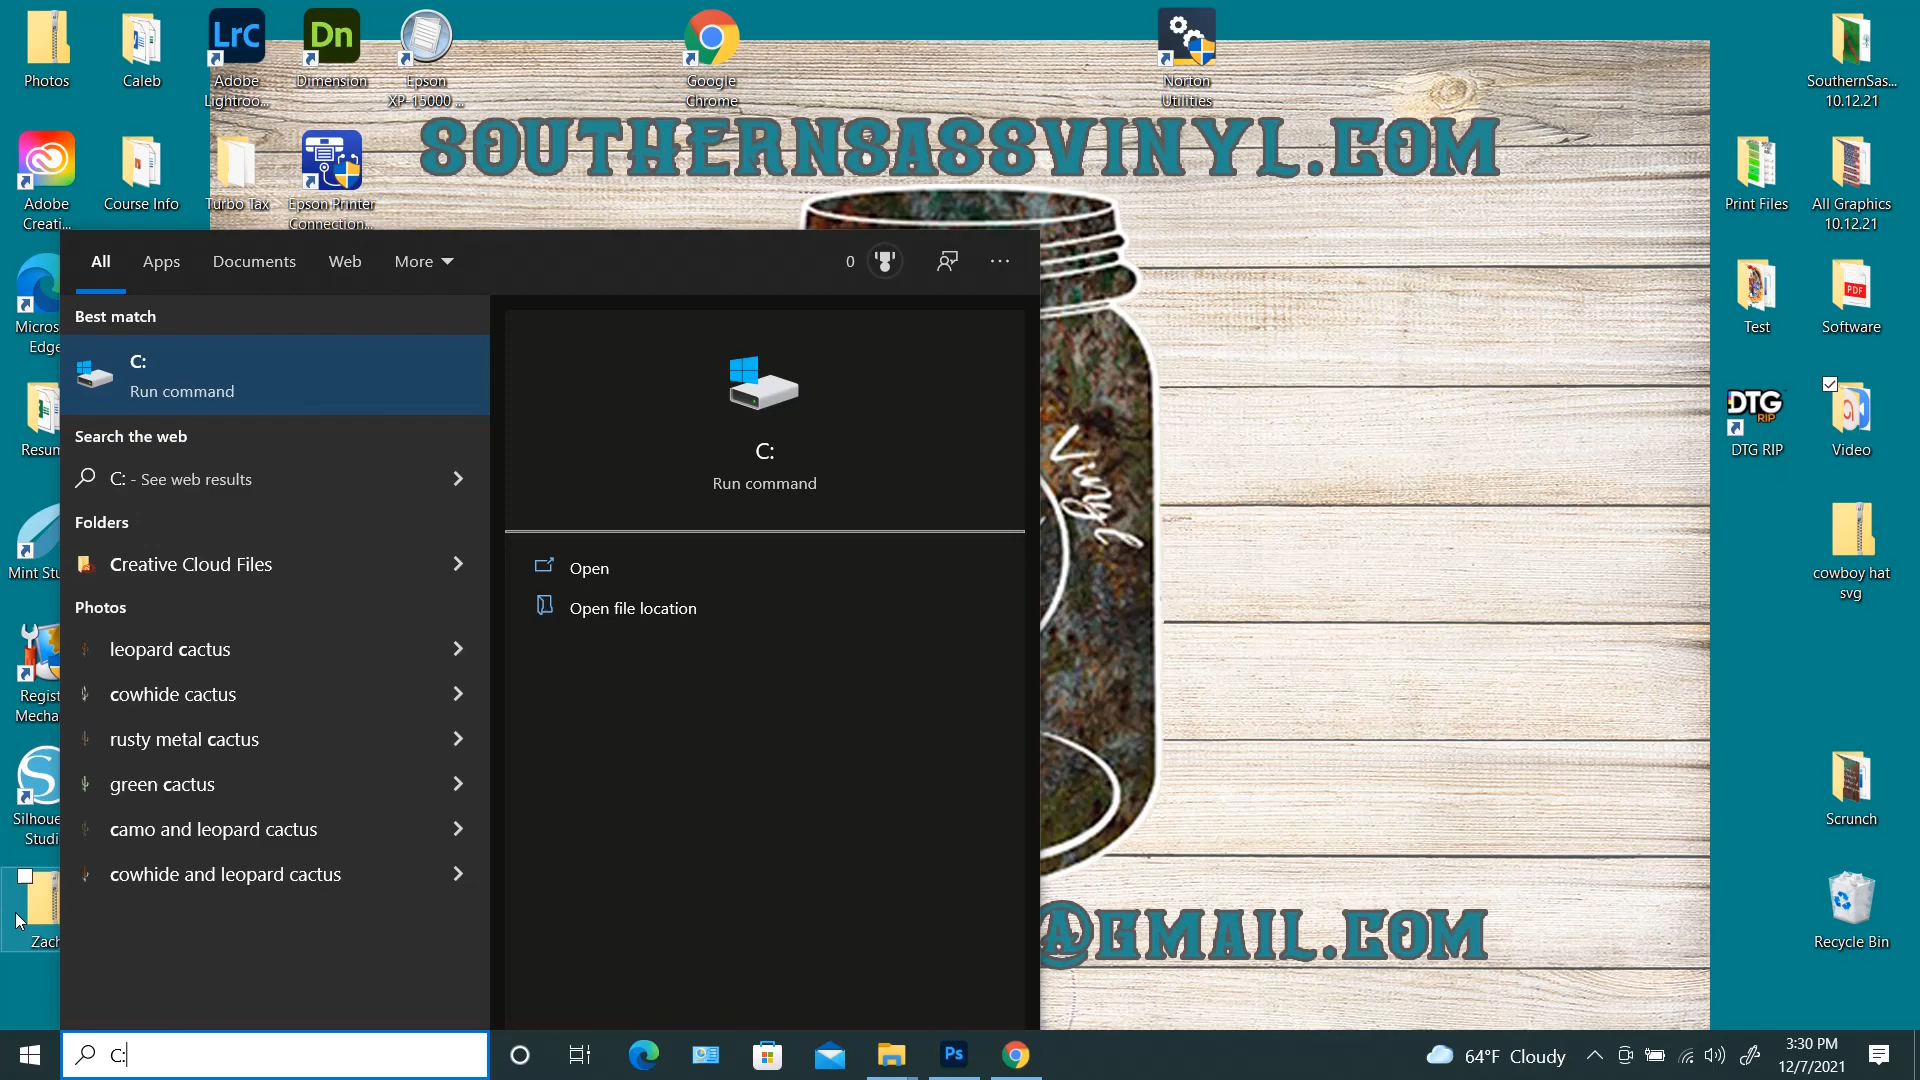 Photos
Caleb
LrC
Adobe
Lightroo...
Dn
Dimension
Epson
XP-15000 ...
Google
Chrome
Norton
Utilities
SouthernSas...
10.12.21
SOUTHERNSASSVINYL.COM
Adobe
Creati...
Course Info
Turbo Tax
Epson Printer
Connection...
Print Files
All Graphics
10.12.21
Micros
Edge
Test
PDF
Software
Resum
DTG
RIP
DTG RIP
Video
Mint Stu
cowboy hat
svg
Regist
Mecha
Silhoue
Studi
Scrunch
Zach
Recycle Bin
Vinyl
@GMAIL.COM
All
Apps
Documents
Web
More
0
Best match
C:
Run command
Search the web
C: - See web results
Folders
Creative Cloud Files
Photos
leopard cactus
cowhide cactus
rusty metal cactus
green cactus
camo and leopard cactus
cowhide and leopard cactus
C:
Run command
Open
Open file location
C:
Ps
64°F Cloudy
3:30 PM
12/7/2021